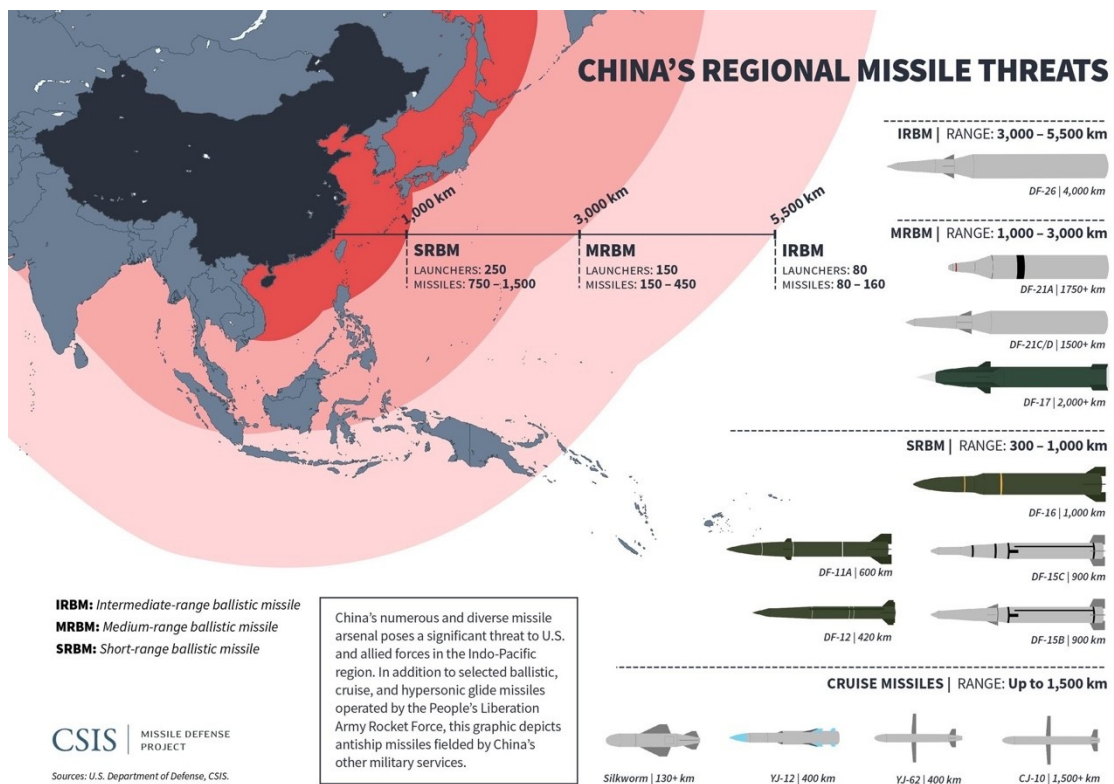 CHINA'S REGIONAL MISSILE THREATS
IRBM | RANGE: 3,000 – 5,500 km
DF-26 | 4,000 km
MRBM | RANGE: 1,000 – 3,000 km
DF-21A | 1750+ km
DF-21C/D | 1500+ km
DF-17 | 2,000+ km
SRBM | RANGE: 300 – 1,000 km
DF-16 | 1,000 km
DF-11A | 600 km
DF-15C | 900 km
DF-12 | 420 km
DF-15B | 900 km
CRUISE MISSILES | RANGE: Up to 1,500 km
Silkworm | 130+ km
YJ-12 | 400 km
YJ-62 | 400 km
CJ-10 | 1,500+ km
1,000 km
SRBM
LAUNCHERS: 250
MISSILES: 750 – 1,500
3,000 km
MRBM
LAUNCHERS: 150
MISSILES: 150 – 450
5,500 km
IRBM
LAUNCHERS: 80
MISSILES: 80 – 160
IRBM: Intermediate-range ballistic missile
MRBM: Medium-range ballistic missile
SRBM: Short-range ballistic missile
China's numerous and diverse missile
arsenal poses a significant threat to U.S.
and allied forces in the Indo-Pacific
region. In addition to selected ballistic,
cruise, and hypersonic glide missiles
operated by the People's Liberation
Army Rocket Force, this graphic depicts
antiship missiles fielded by China's
other military services.
CSIS | MISSILE DEFENSE
PROJECT
Sources: U.S. Department of Defense, CSIS.